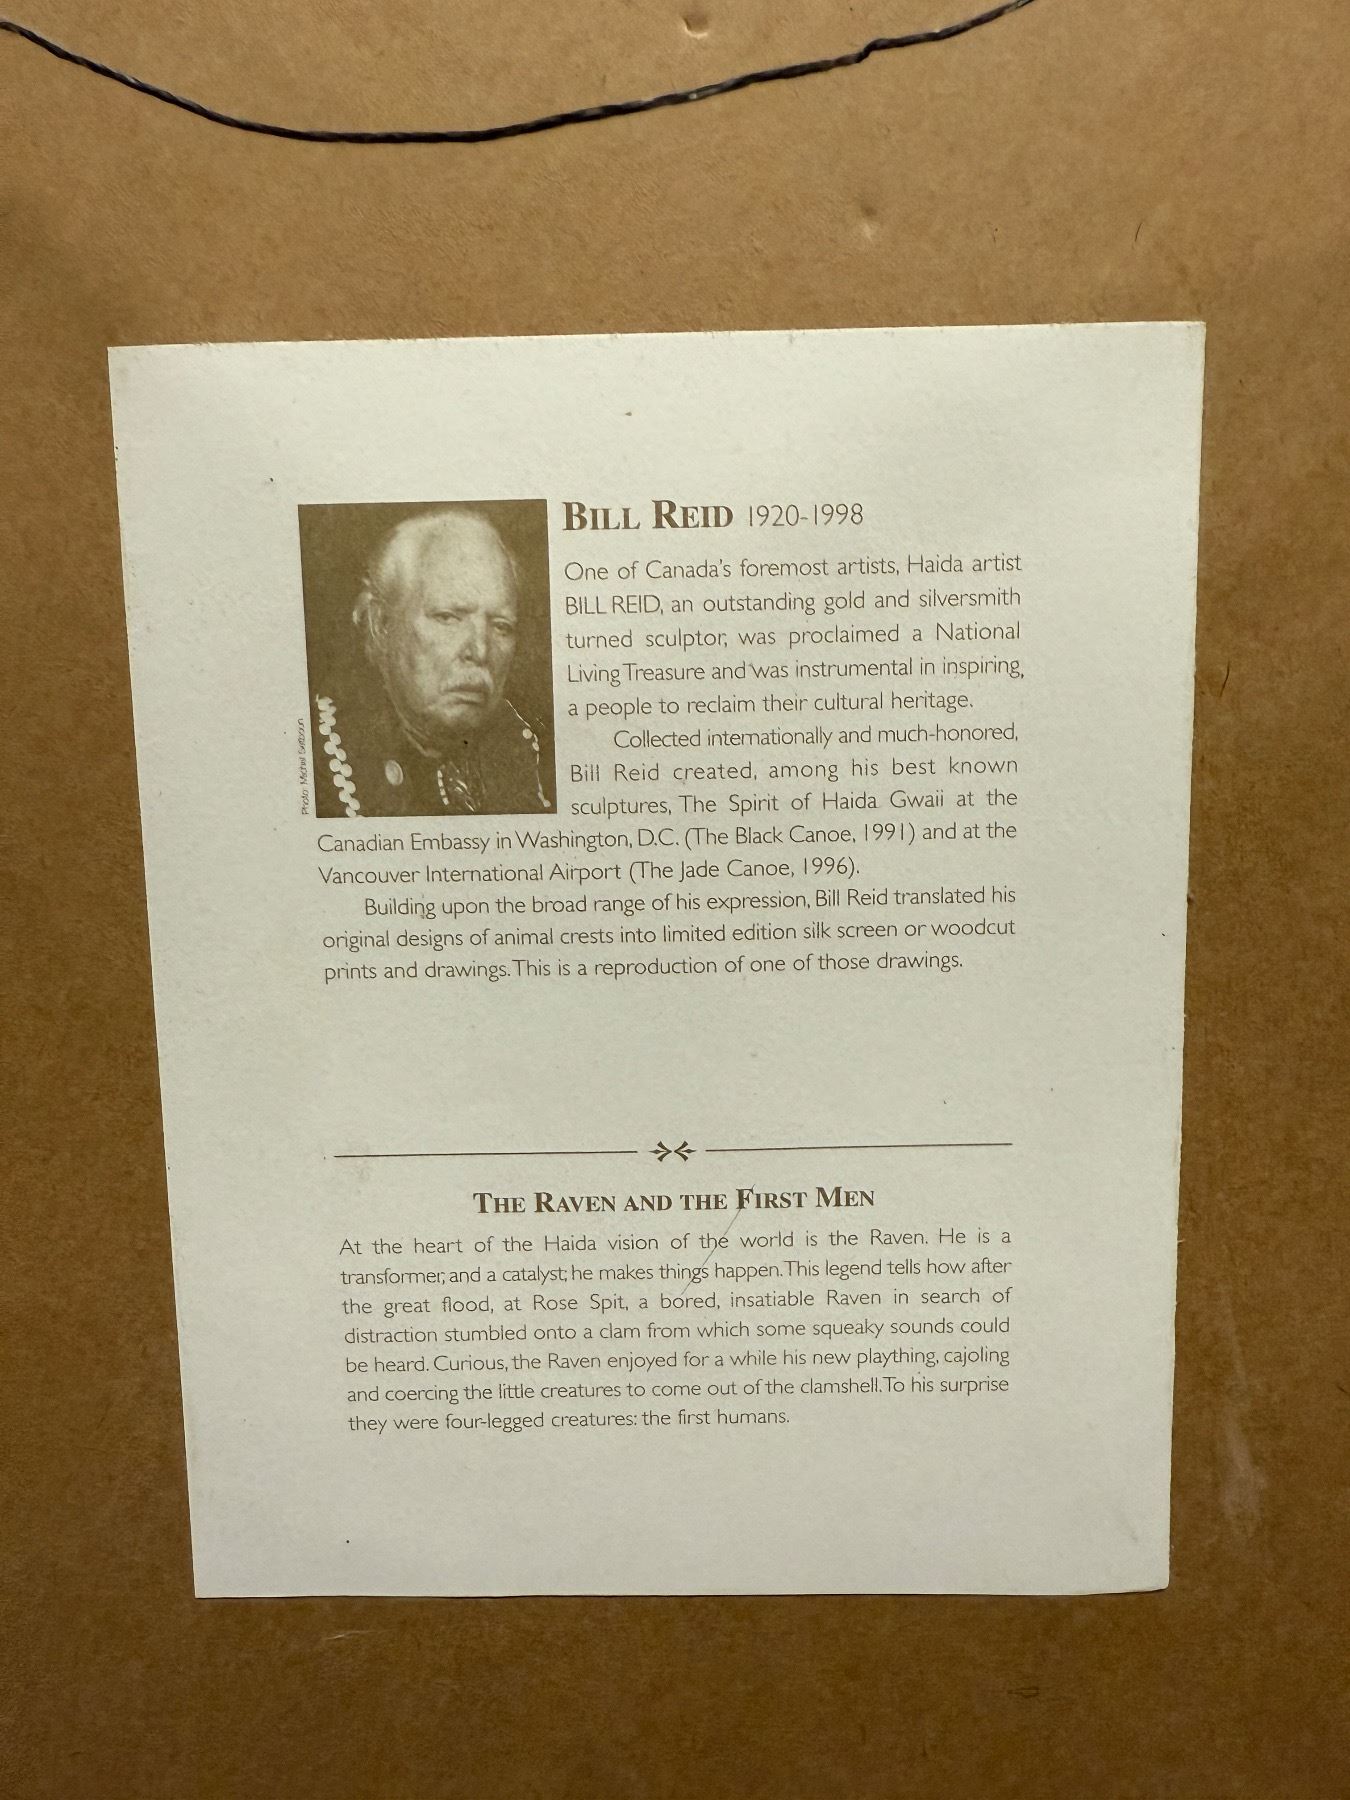 BILL REID 1920-1998
One of Canada's foremost artists, Haida artist
BILL REID, an outstanding gold and silversmith
turned sculptor, was proclaimed a National
Living Treasure and was instrumental in inspiring,
a people to reclaim their cultural heritage.
Collected internationally and much-honored,
Bill Reid created, among his best known
sculptures, The Spirit of Haida Gwaii at the
Canadian Embassy in Washington, D.C. (The Black Canoe, 1991) and at the
Vancouver International Airport (The Jade Canoe, 1996).
Building upon the broad range of his expression, Bill Reid translated his
original designs of animal crests into limited edition silk screen or woodcut
prints and drawings. This is a reproduction of one of those drawings.
Photo:
THE RAVEN AND THE FIRST MEN
At the heart of the Haida vision of the world is the Raven. He is a
transformer, and a catalyst; he makes things happen. This legend tells how after
the great flood, at Rose Spit, a bored, insatiable Raven in search of
distraction stumbled onto a clam from which some squeaky sounds could
be heard. Curious, the Raven enjoyed for a while his new plaything, cajoling
and coercing the little creatures to come out of the clamshell. To his surprise
they were four-legged creatures: the first humans.